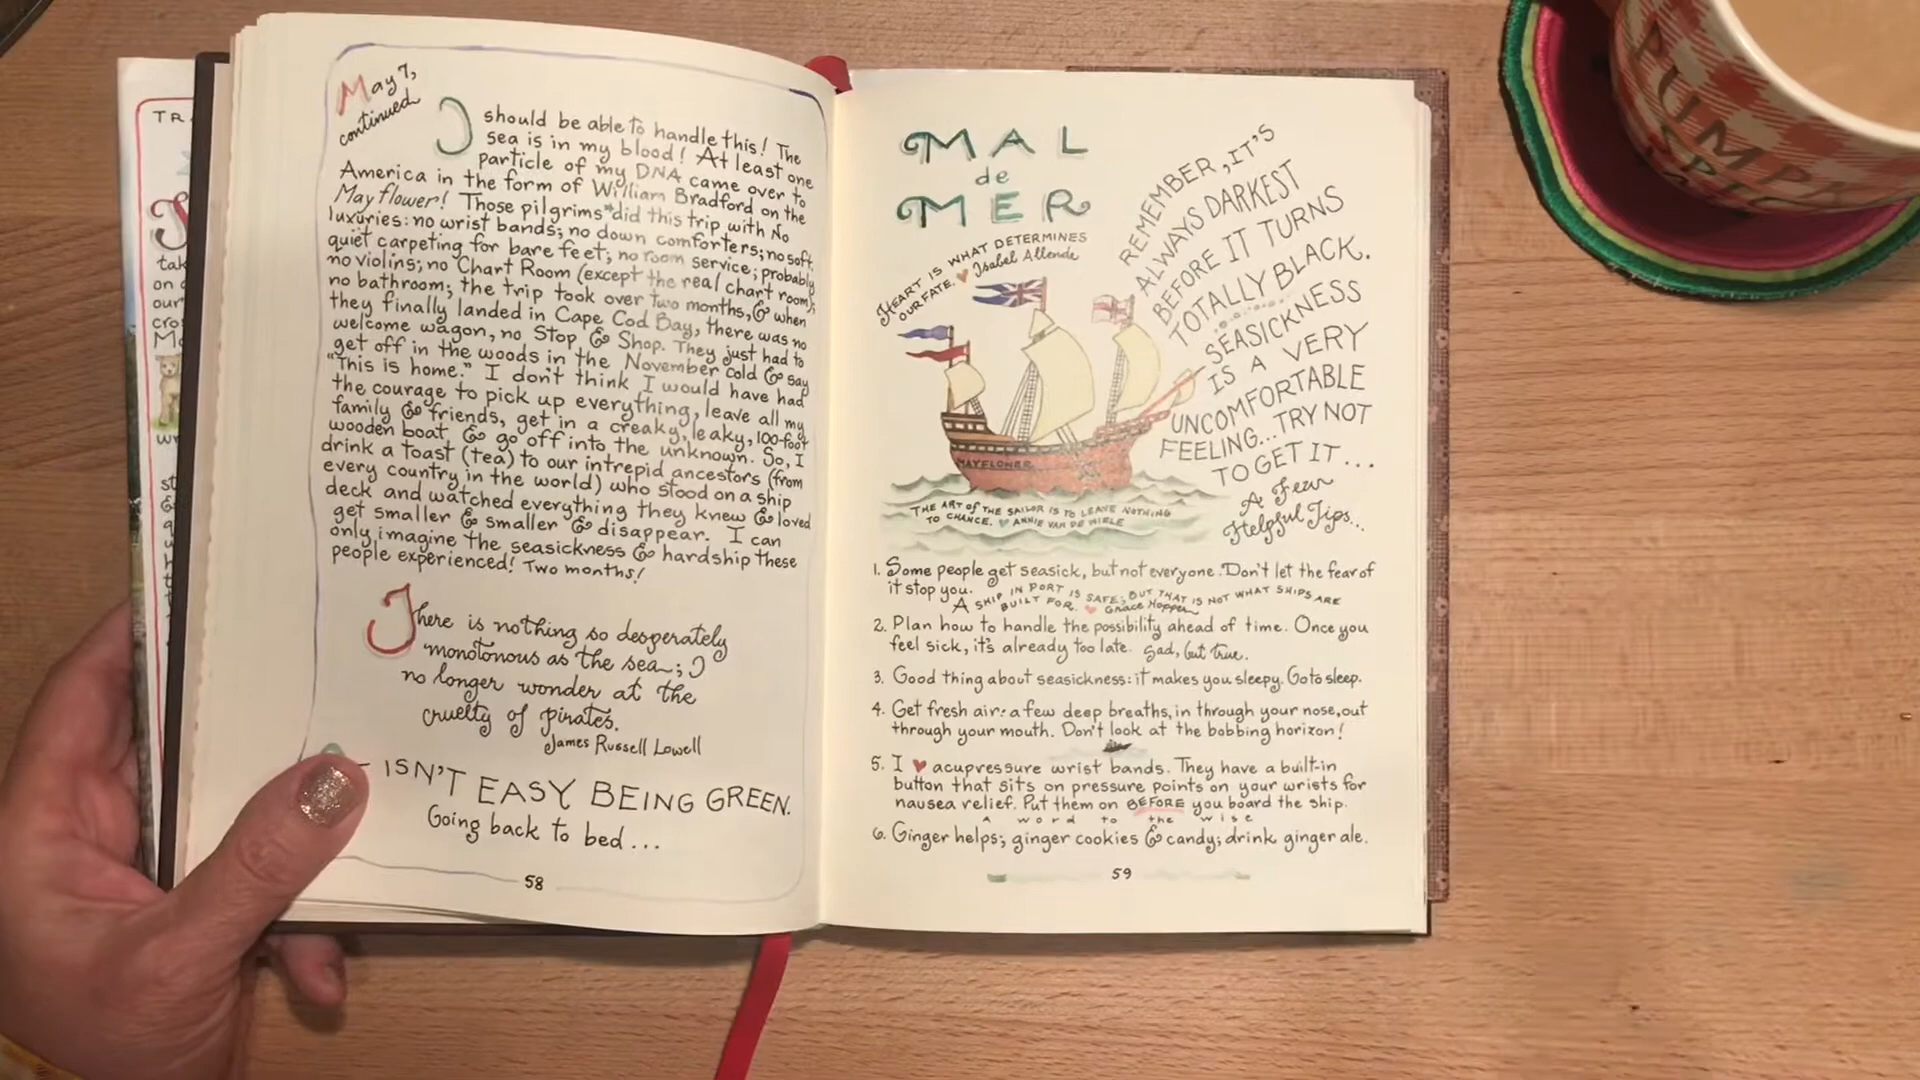 May 7,
continued
I should be able to handle this! The
sea is in my blood! At least one
particle of my DNA came over to
America in the form of William Bradford on the
Mayflower! Those pilgrims* did this trip with No
luxuries: no wrist bands; no down comforters; no soft
quiet carpeting for bare feet; no room service; probably
no violins; no Chart Room (except the real chart room);
no bathroom; the trip took over two months, & when
they finally landed in Cape Cod Bay, there was no
welcome wagon, no Stop & Shop. They just had to
get off in the woods in the November cold & say
"This is home." I don't think I would have had
the courage to pick up everything, leave all my
family & friends, get in a creaky, leaky, 100-foot
wooden boat, & go off into the unknown. So, I
drink a toast (tea) to our intrepid ancestors (from
every country in the world) who stood on a ship
deck and watched everything they knew & loved
get smaller & smaller & disappear. I can
only imagine the seasickness & hardship these
people experienced! Two months!
There is nothing so desperately
monotonous as the sea; I
no longer wonder at the
cruelty of pirates.
James Russell Lowell
ISN'T EASY BEING GREEN.
Going back to bed...
58
MAL
de
MER
HEART IS WHAT DETERMINES
OUR FATE. Isabel Allende
REMEMBER, IT'S
ALWAYS DARKEST
BEFORE IT TURNS
TOTALLY BLACK.
SEASICKNESS
IS A VERY
UNCOMFORTABLE
FEELING... TRY NOT
TO GET IT...
A Few
Helpful Tips...
MAYFLOWER
THE ART OF THE SAILOR IS TO LEAVE NOTHING
TO CHANCE. ♥ ANNIE VAN DE WIELE
1. Some people get seasick, but not everyone. Don't let the fear of
it stop you.
A SHIP IN PORT IS SAFE; BUT THAT IS NOT WHAT SHIPS ARE
BUILT FOR. ♥ Grace Hopper
2. Plan how to handle the possibility ahead of time. Once you
feel sick, it's already too late. Sad, but true.
3. Good thing about seasickness: it makes you sleepy. Go to sleep.
4. Get fresh air: a few deep breaths, in through your nose, out
through your mouth. Don't look at the bobbing horizon!
5. I ♥ acupressure wrist bands. They have a built-in
button that sits on pressure points on your wrists for
nausea relief. Put them on BEFORE you board the ship.
a word to the wise
6. Ginger helps; ginger cookies & candy; drink ginger ale.
59
PUMPKIN